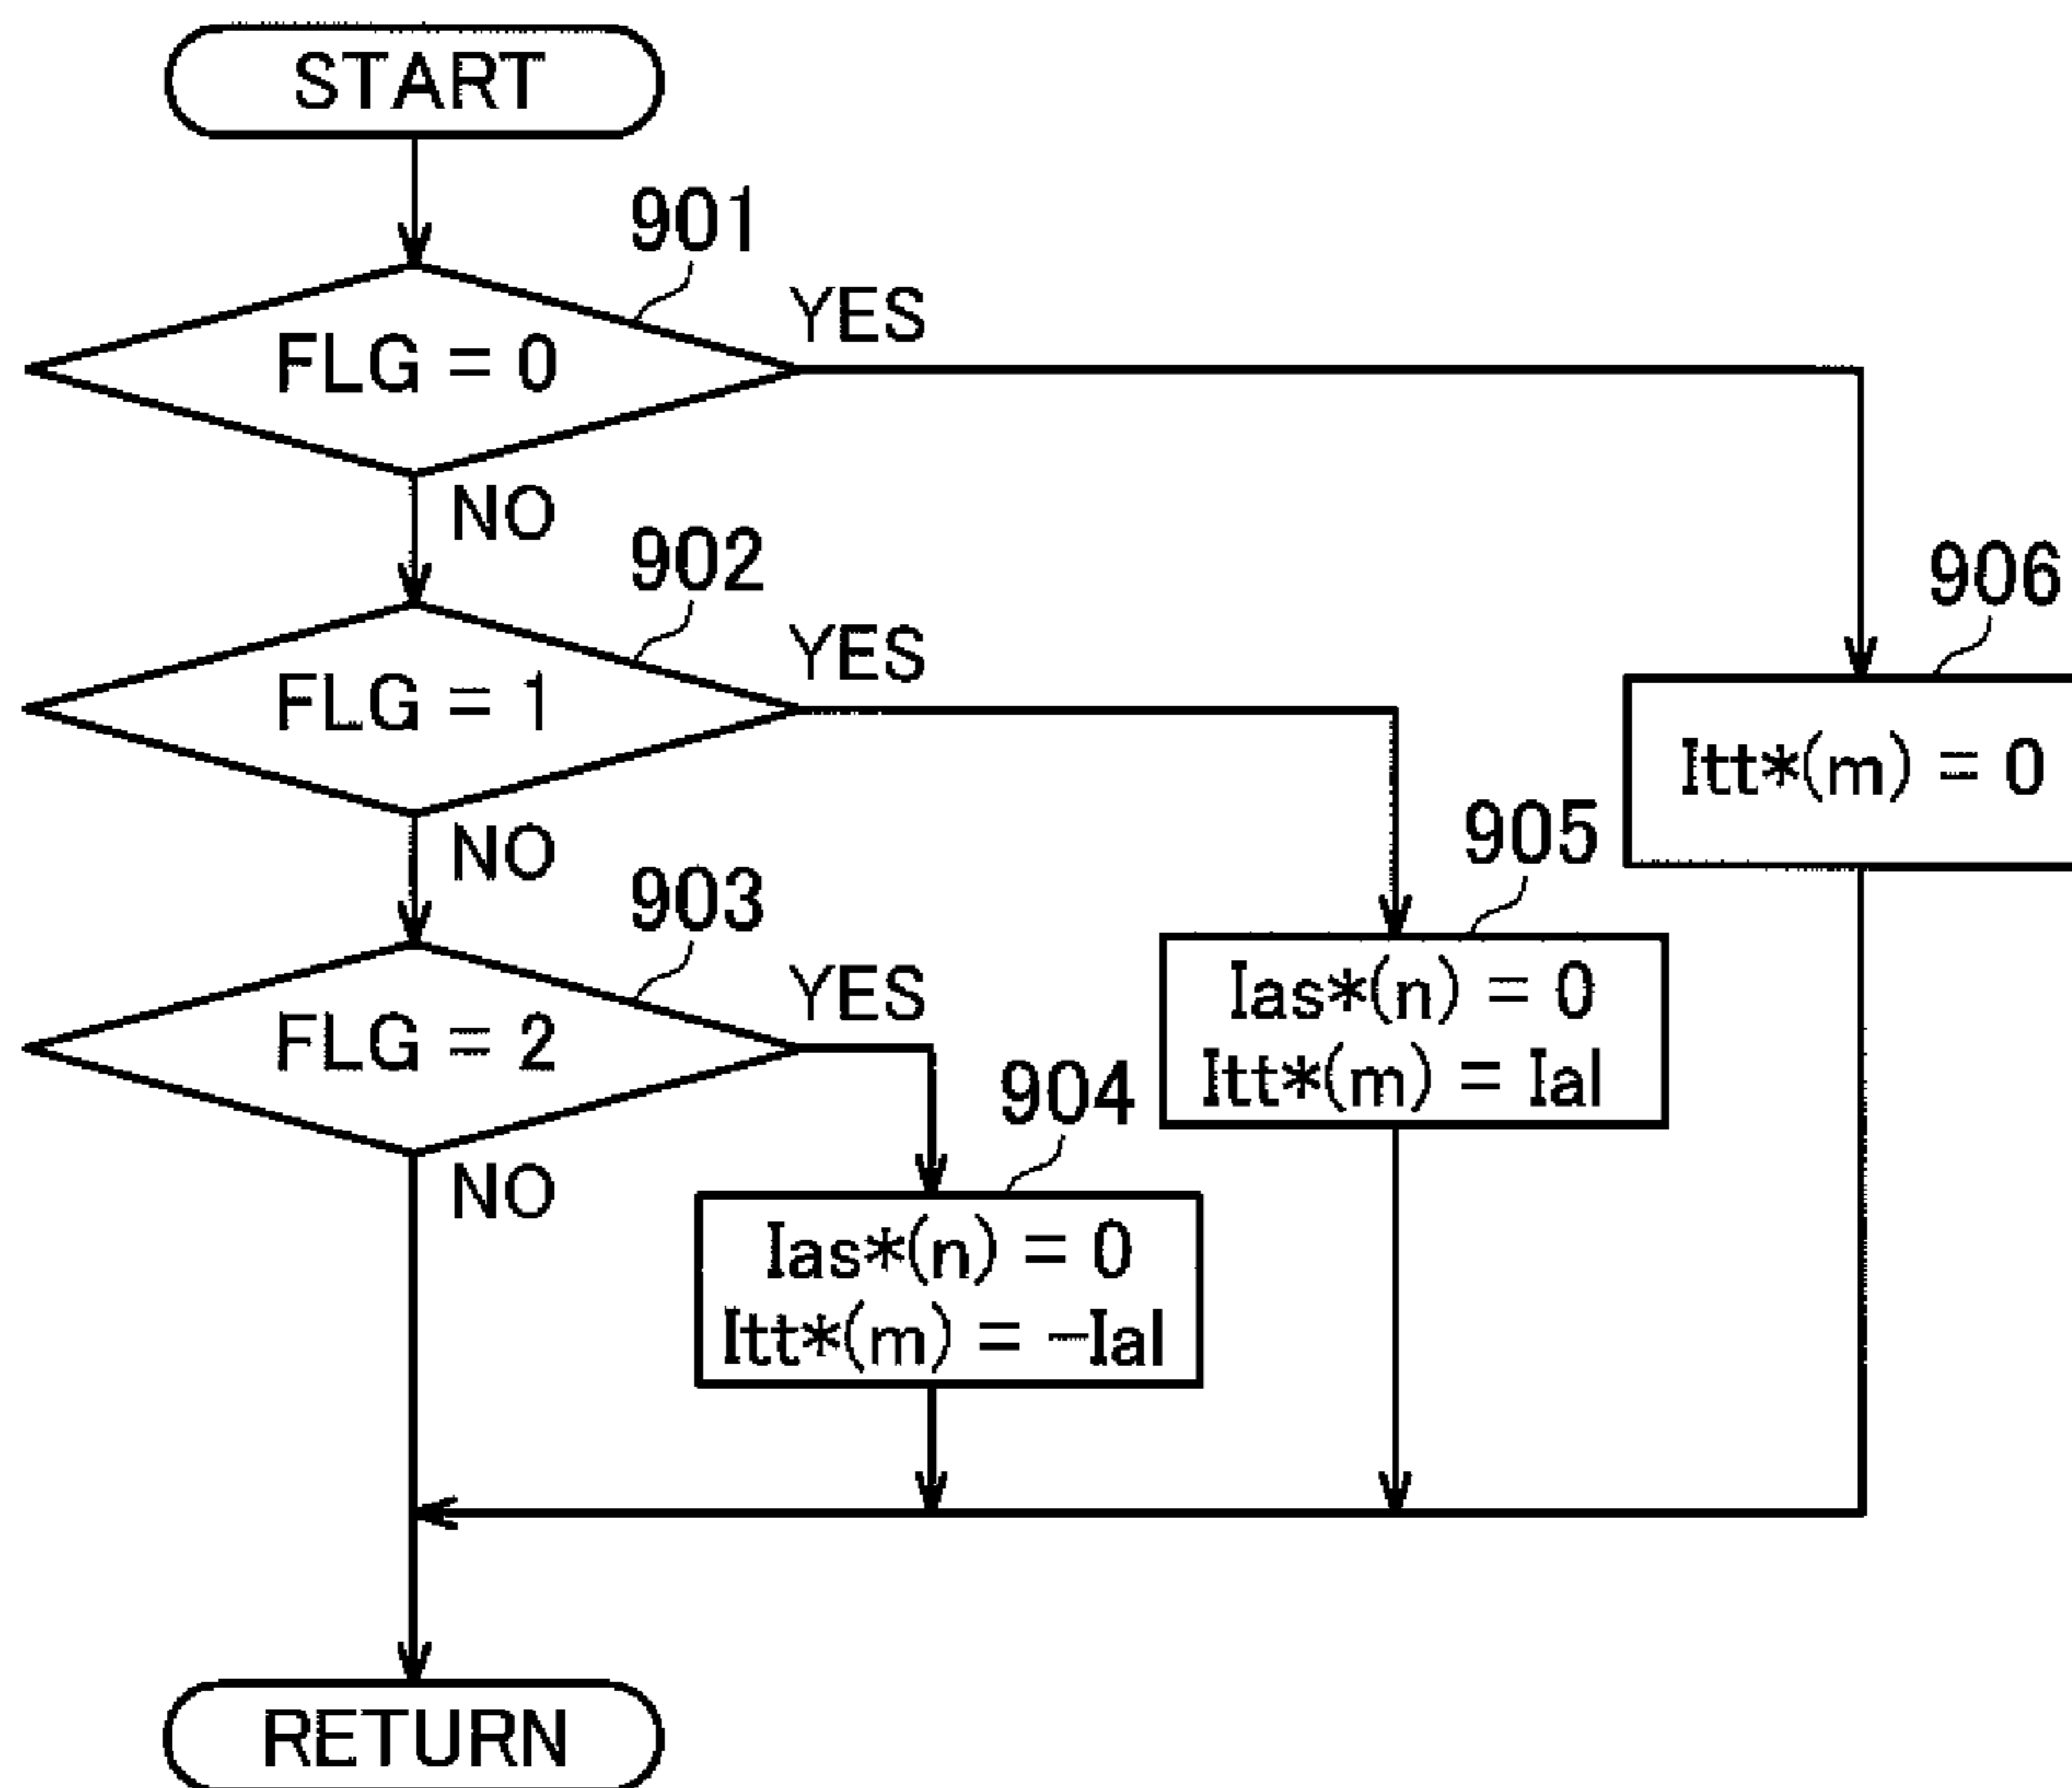 START
901
FLG = 0
YES
NO
902
FLG = 1
YES
906
Itt*(m) = 0
NO
903
FLG = 2
YES
905
Ias*(n) = 0
Itt*(m) = Ial
904
NO
Ias*(n) = 0
Itt*(m) = -Ial
RETURN